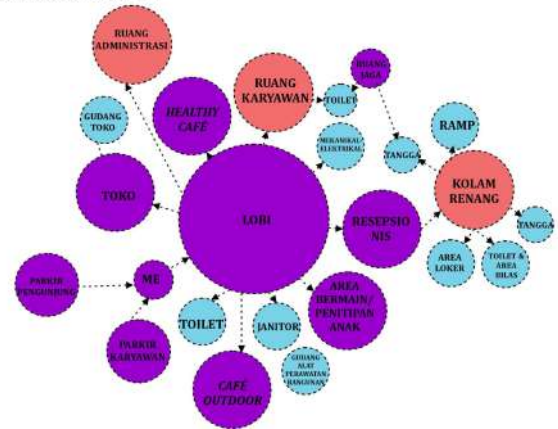 RUANG
ADMINISTRASI
HEALTHY
CAFÉ
RUANG
KARYAWAN
RUANG
JAGA
TOILET
GUDANG
TOKO
MEKANIKAL/
ELEKTRIKAL
RAMP
TANGGA
TOKO
LOBI
RESEPSIO
NIS
KOLAM
RENANG
TANGGA
AREA
LOKER
TOILET &
AREA
BILAS
PARKIR
PENGUNJUNG
ME
AREA
BERMAIN/
PENITIPAN
ANAK
TOILET
JANITOR
PARKIR
KARYAWAN
GUDANG
ALAT
PERAWATAN
BANGUNAN
CAFÉ
OUTDOOR